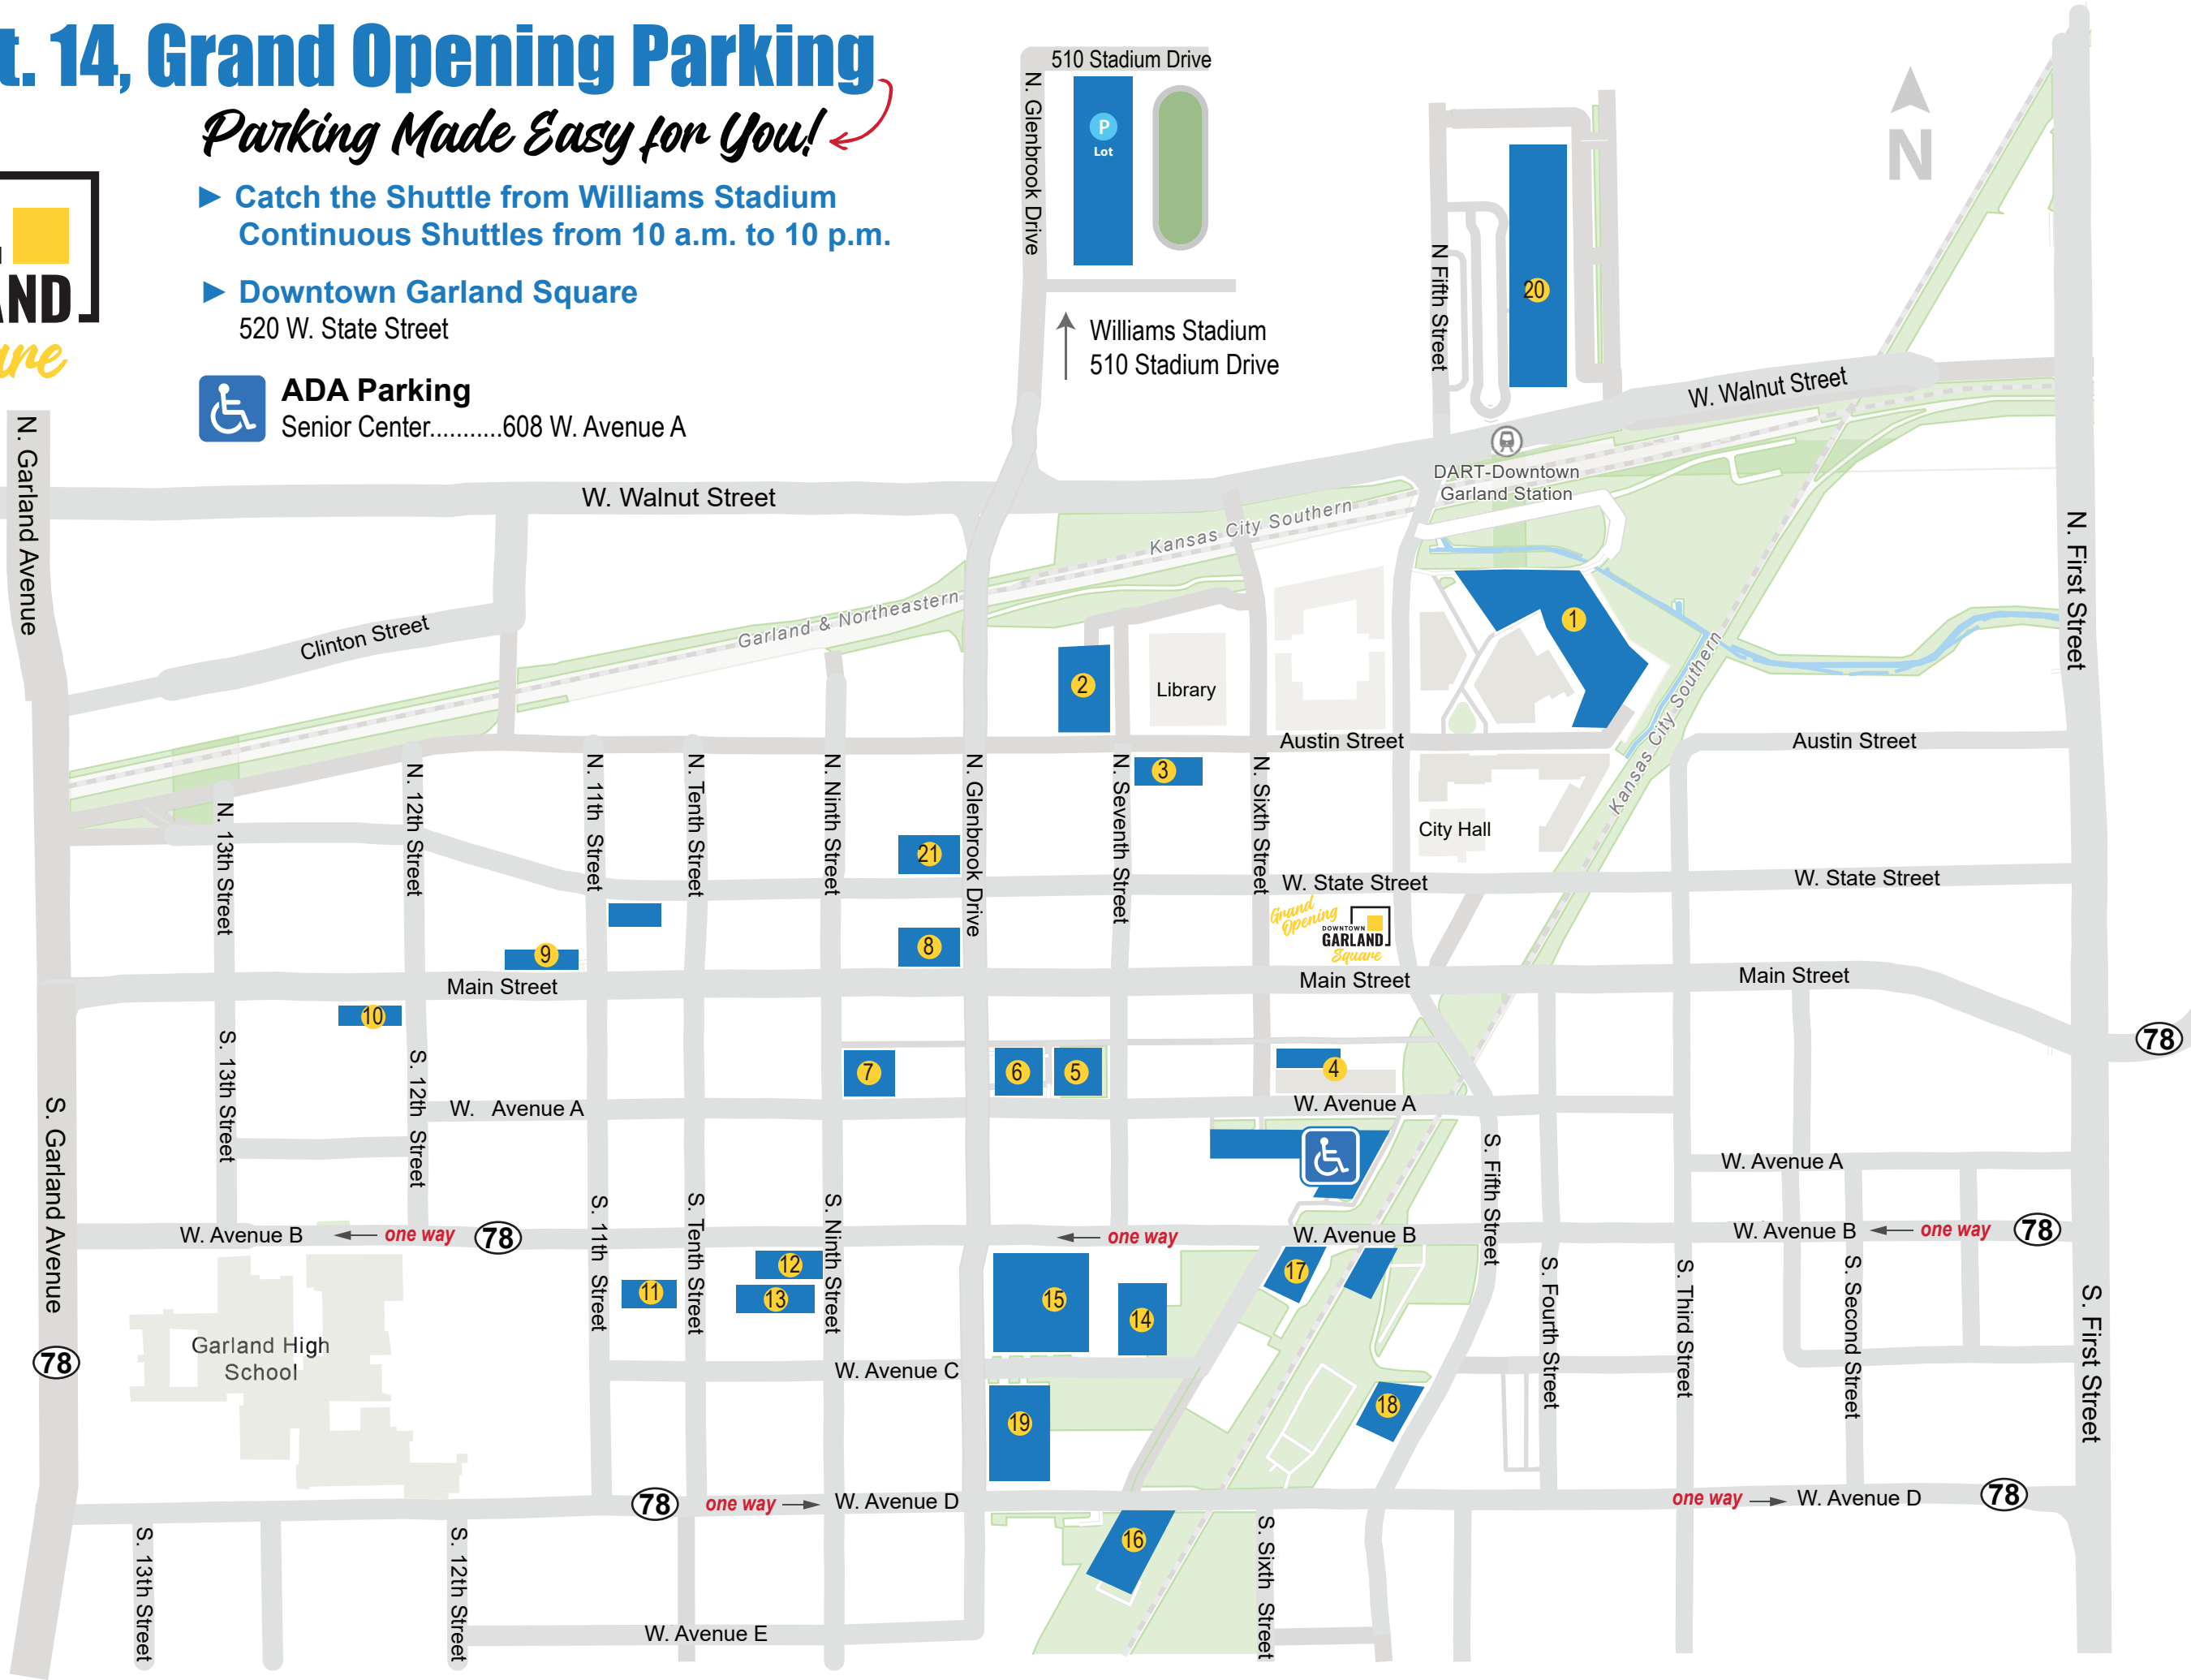 t. 14, Grand Opening Parking
Parking Made Easy for You!
► Catch the Shuttle from Williams Stadium
Continuous Shuttles from 10 a.m. to 10 p.m.
► Downtown Garland Square
520 W. State Street
ADA Parking
Senior Center...........608 W. Avenue A
AND
are
510 Stadium Drive
N. Glenbrook Drive
P
Lot
Williams Stadium
510 Stadium Drive
N Fifth Street
20
N
W. Walnut Street
DART-Downtown
Garland Station
N. Garland Avenue
W. Walnut Street
Kansas City Southern
N. First Street
Clinton Street
Garland & Northeastern
1
2
Library
Kansas City Southern
Austin Street
Austin Street
N. 13th Street
N. 12th Street
N. 11th Street
N. Tenth Street
N. Ninth Street
N. Glenbrook Drive
N. Seventh Street
3
N. Sixth Street
City Hall
21
W. State Street
W. State Street
Grand
Opening
DOWNTOWN
GARLAND
Square
9
8
Main Street
Main Street
Main Street
10
78
S. 13th Street
S. 12th Street
7
6
5
4
W. Avenue A
W. Avenue A
S. Garland Avenue
S. Fifth Street
W. Avenue A
S. 11th Street
S. Tenth Street
S. Ninth Street
W. Avenue B
one way
78
one way
W. Avenue B
W. Avenue B
one way
78
12
11
13
15
14
17
S. Fourth Street
S. Third Street
S. Second Street
S. First Street
Garland High
School
78
W. Avenue C
19
18
78
one way
W. Avenue D
one way
W. Avenue D
78
S. 13th Street
S. 12th Street
16
S. Sixth Street
W. Avenue E